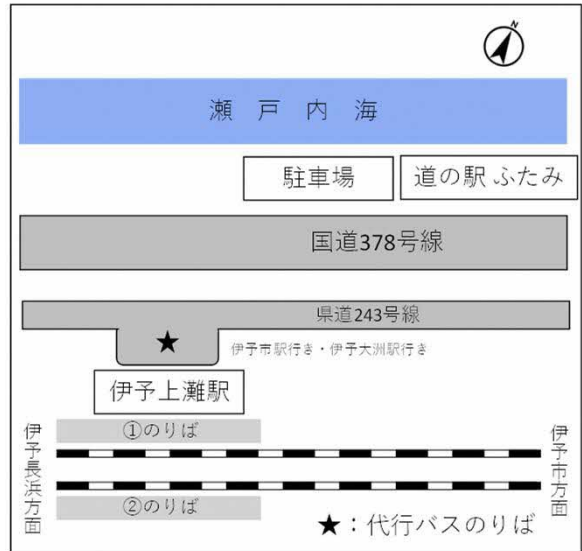 N
瀬戸内海
駐車場
道の駅 ふたみ
国道378号線
県道243号線
★
伊予市駅行き・伊予大洲駅行き
伊予上灘駅
①のりば
伊予長浜方面
伊予市方面
②のりば
★：代行バスのりば